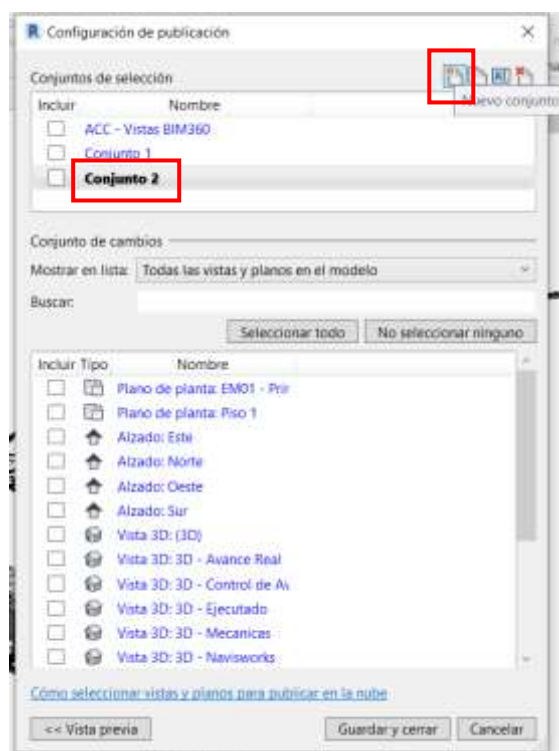 Configuración de publicación
Conjuntos de selección
Nuevo conjunto
Incluir Nombre
ACC - Vistas BIM360
Conjunto 1
Conjunto 2
Conjunto de cambios
Mostrar en lista: Todas las vistas y planos en el modelo
Buscar:
Seleccionar todo No seleccionar ninguno
Incluir Tipo Nombre
Plano de planta: EM01 - Prir
Plano de planta: Piso 1
Alzado: Este
Alzado: Norte
Alzado: Oeste
Alzado: Sur
Vista 3D: (3D)
Vista 3D: 3D - Avance Real
Vista 3D: 3D - Control de Av
Vista 3D: 3D - Ejecutado
Vista 3D: 3D - Mecanicas
Vista 3D: 3D - Navisworks
Cómo seleccionar vistas y planos para publicar en la nube
<< Vista previa Guardar y cerrar Cancelar